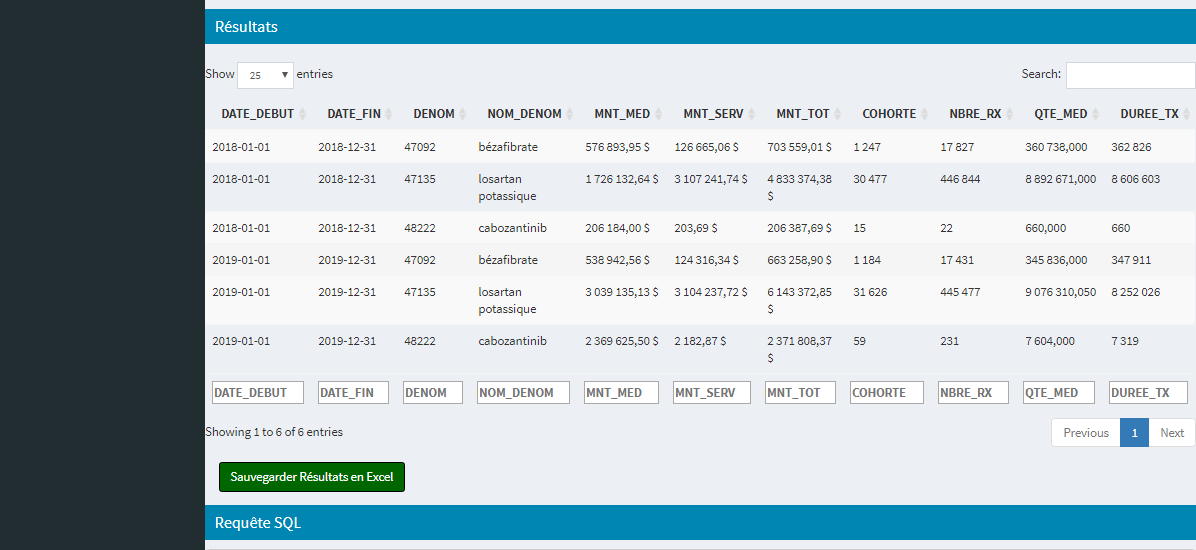 Résultats
Show 25 entries Search:
DATE_DEBUT DATE_FIN DENOM NOM_DENOM MNT_MED MNT_SERV MNT_TOT COHORTE NBRE_RX QTE_MED DUREE_TX
2018-01-01 2018-12-31 47092 bézafibrate 576 893,95 $ 126 665,06 $ 703 559,01 $ 1 247 17 827 360 738,000 362 826
2018-01-01 2018-12-31 47135 losartan 1 726 132,64 $ 3 107 241,74 $ 4 833 374,38 30 477 446 844 8 892 671,000 8 606 603
potassique $
2018-01-01 2018-12-31 48222 cabozantinib 206 184,00 $ 203,69 $ 206 387,69 $ 15 22 660,000 660
2019-01-01 2019-12-31 47092 bézafibrate 538 942,56 $ 124 316,34 $ 663 258,90 $ 1 184 17 431 345 836,000 347 911
2019-01-01 2019-12-31 47135 losartan 3 039 135,13 $ 3 104 237,72 $ 6 143 372,85 31 626 445 477 9 076 310,050 8 252 026
potassique $
2019-01-01 2019-12-31 48222 cabozantinib 2 369 625,50 $ 2 182,87 $ 2 371 808,37 59 231 7 604,000 7 319
$
DATE_DEBUT DATE_FIN DENOM NOM_DENOM MNT_MED MNT_SERV MNT_TOT COHORTE NBRE_RX QTE_MED DUREE_TX
Showing 1 to 6 of 6 entries Previous 1 Next
Sauvegarder Résultats en Excel
Requête SQL